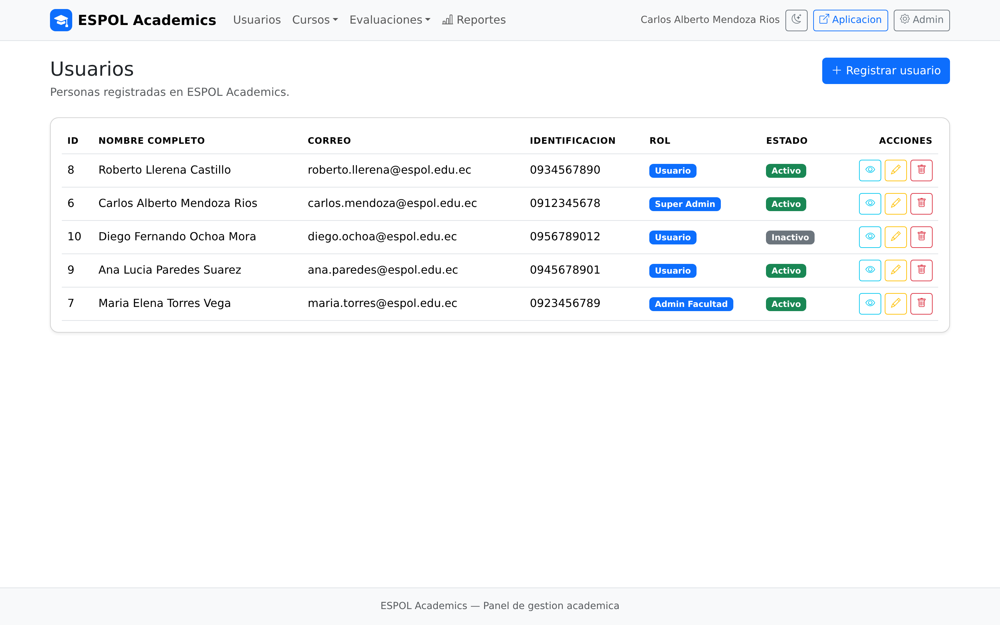 ESPOL Academics Usuarios Cursos Evaluaciones Reportes Carlos Alberto Mendoza Rios Aplicacion Admin
Usuarios
+ Registrar usuario
Personas registradas en ESPOL Academics.
ID NOMBRE COMPLETO CORREO IDENTIFICACION ROL ESTADO ACCIONES
8 Roberto Llerena Castillo roberto.llerena@espol.edu.ec 0934567890 Usuario Activo
6 Carlos Alberto Mendoza Rios carlos.mendoza@espol.edu.ec 0912345678 Super Admin Activo
10 Diego Fernando Ochoa Mora diego.ochoa@espol.edu.ec 0956789012 Usuario Inactivo
9 Ana Lucia Paredes Suarez ana.paredes@espol.edu.ec 0945678901 Usuario Activo
7 Maria Elena Torres Vega maria.torres@espol.edu.ec 0923456789 Admin Facultad Activo
ESPOL Academics — Panel de gestion academica